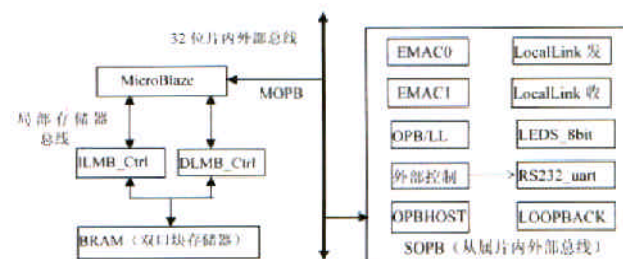 32 位片内外部总线
MicroBlaze
MOPB
局部存储器
总线
ILMB_Ctrl
DLMB_Ctrl
BRAM（双口块存储器）
EMAC0
LocalLink 发
EMAC1
LocalLink 收
OPB/LL
LEDS_8bit
外部控制
RS232_uart
OPBHOST
LOOPBACK
SOPB（从属片内外部总线）